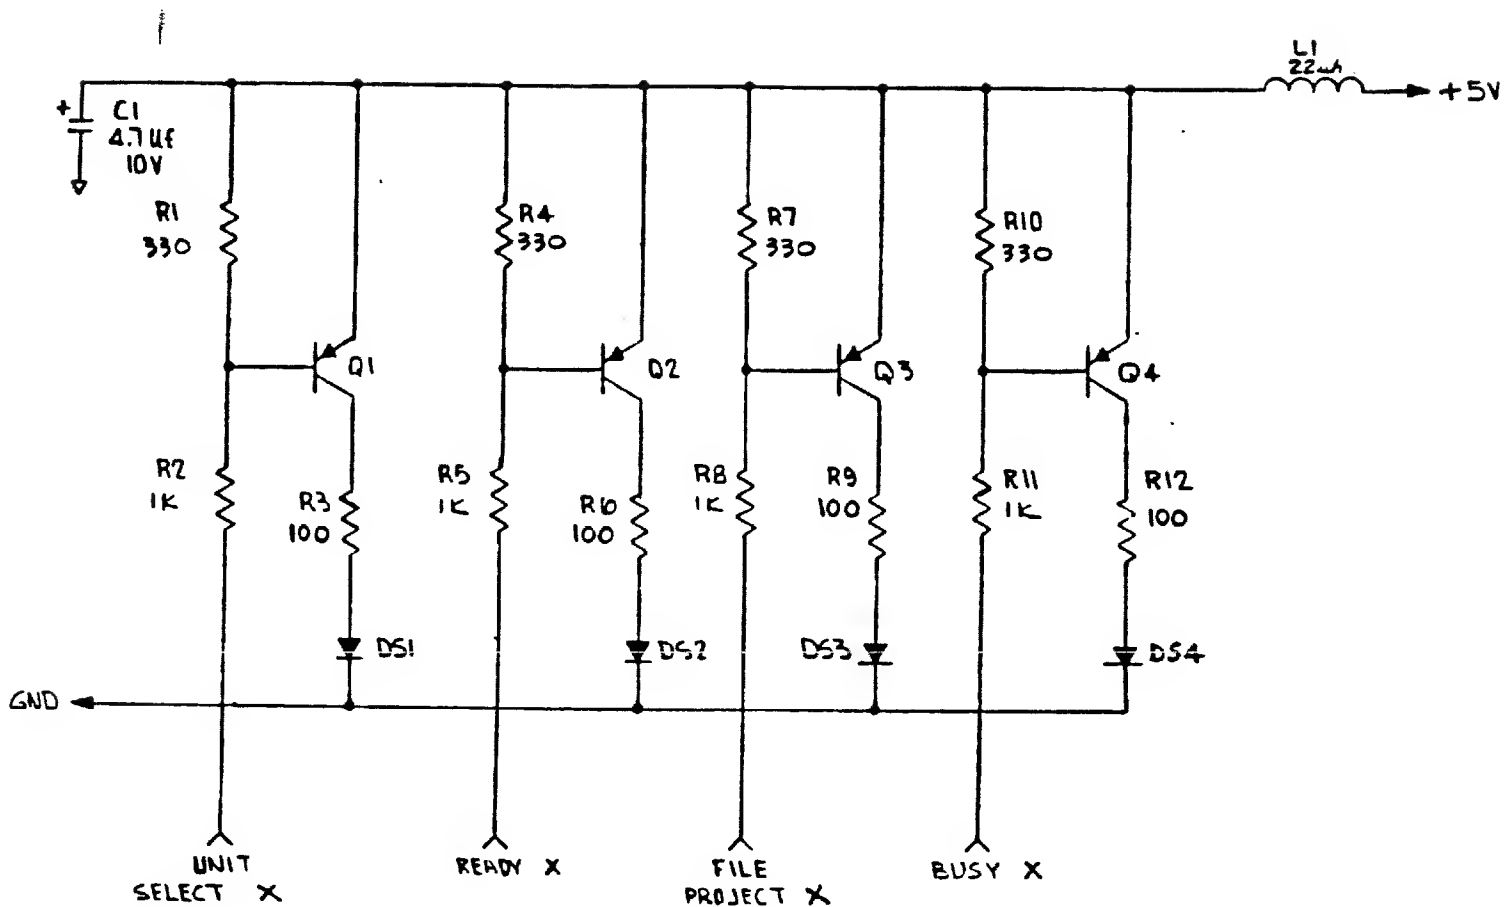 L1
22uh
+5V
+
C1
4.7Uf
10V
R1
330
R4
330
R7
330
R10
330
Q1
Q2
Q3
Q4
R2
1K
R3
100
R5
1K
R6
100
R8
1K
R9
100
R11
1K
R12
100
DS1
DS2
DS3
DS4
GND
UNIT
SELECT X
READY X
FILE
PROJECT X
BUSY X